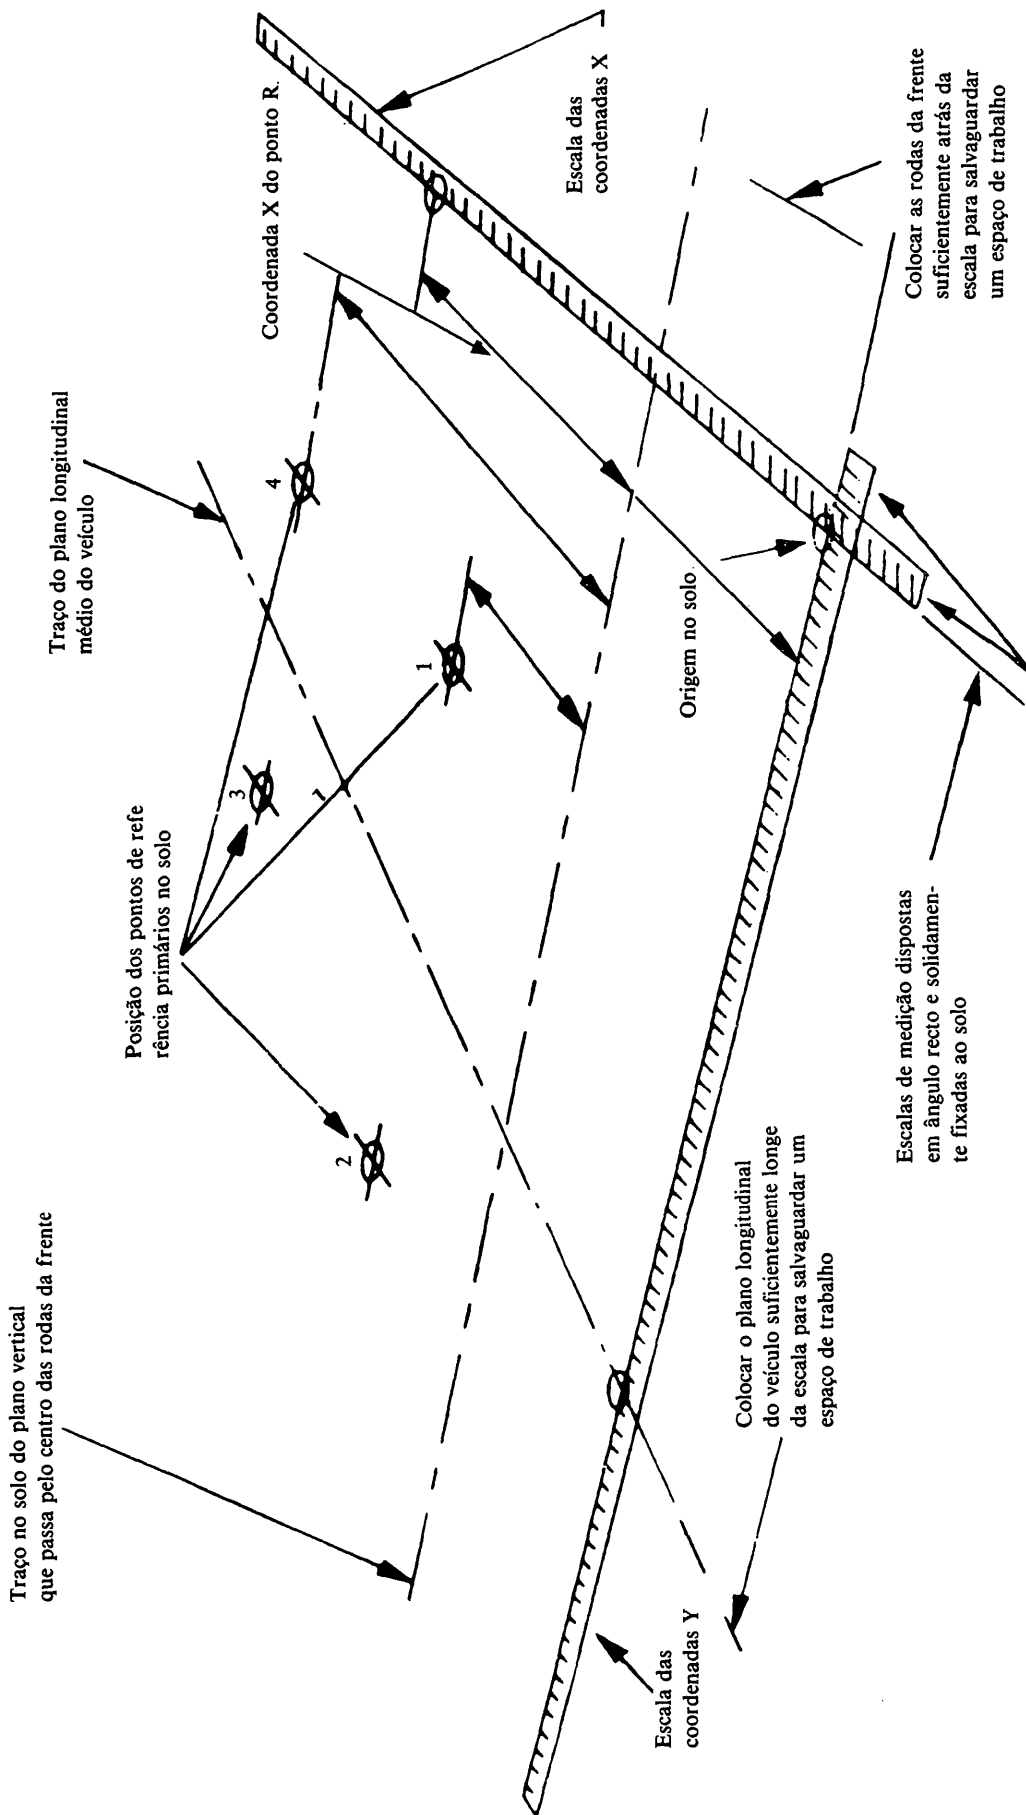 Traço no solo do plano vertical
que passa pelo centro das rodas da frente
Posição dos pontos de refe
rência primários no solo
Traço do plano longitudinal
médio do veículo
2
3
1
4
Coordenada X do ponto R.
Escala das
coordenadas X
Origem no solo
Colocar as rodas da frente
suficientemente atrás da
escala para salvaguardar
um espaço de trabalho
Escala das
coordenadas Y
Colocar o plano longitudinal
do veículo suficientemente longe
da escala para salvaguardar um
espaço de trabalho
Escalas de medição dispostas
em ângulo recto e solidamen-
te fixadas ao solo